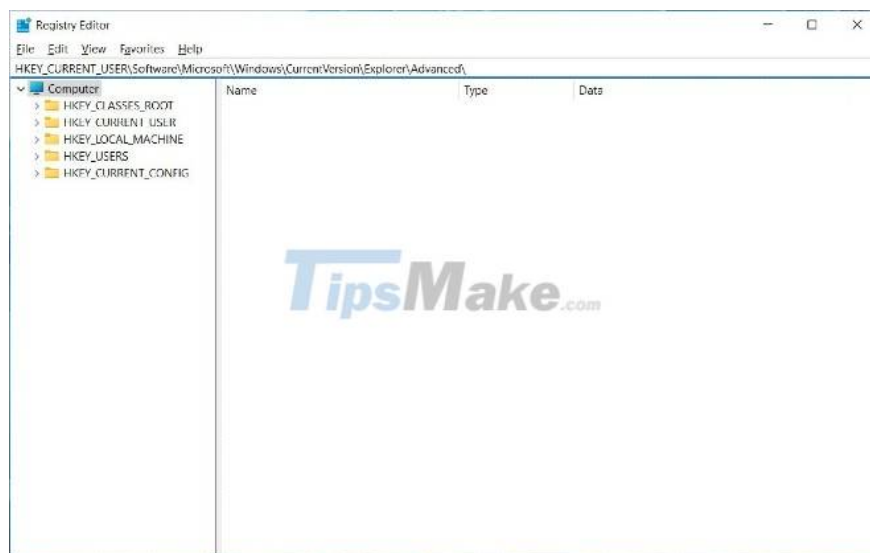 Registry Editor
File Edit View Favorites Help
HKEY_CURRENT_USER\Software\Microsoft\Windows\CurrentVersion\Explorer\Advanced\
Computer
Name Type Data
HKEY_CLASSES_ROOT
HKEY_CURRENT_USER
HKEY_LOCAL_MACHINE
HKEY_USERS
HKEY_CURRENT_CONFIG
TipsMake.com